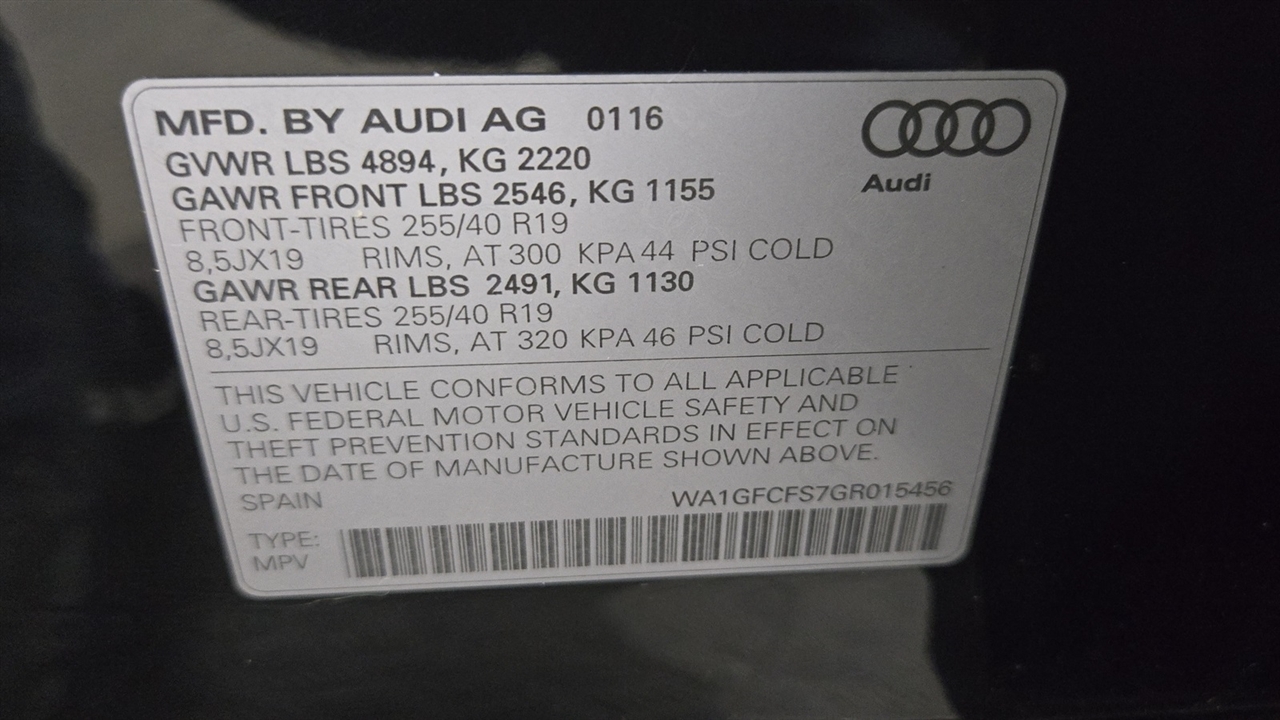 MFD. BY AUDI AG 0116
GVWR LBS 4894, KG 2220
GAWR FRONT LBS 2546, KG 1155
FRONT-TIRES 255/40 R19
8,5JX19 RIMS, AT 300 KPA 44 PSI COLD
GAWR REAR LBS 2491, KG 1130
REAR-TIRES 255/40 R19
8,5JX19 RIMS, AT 320 KPA 46 PSI COLD
Audi
THIS VEHICLE CONFORMS TO ALL APPLICABLE
U.S. FEDERAL MOTOR VEHICLE SAFETY AND
THEFT PREVENTION STANDARDS IN EFFECT ON
THE DATE OF MANUFACTURE SHOWN ABOVE.
SPAIN WA1GFCFS7GR015456
TYPE:
MPV